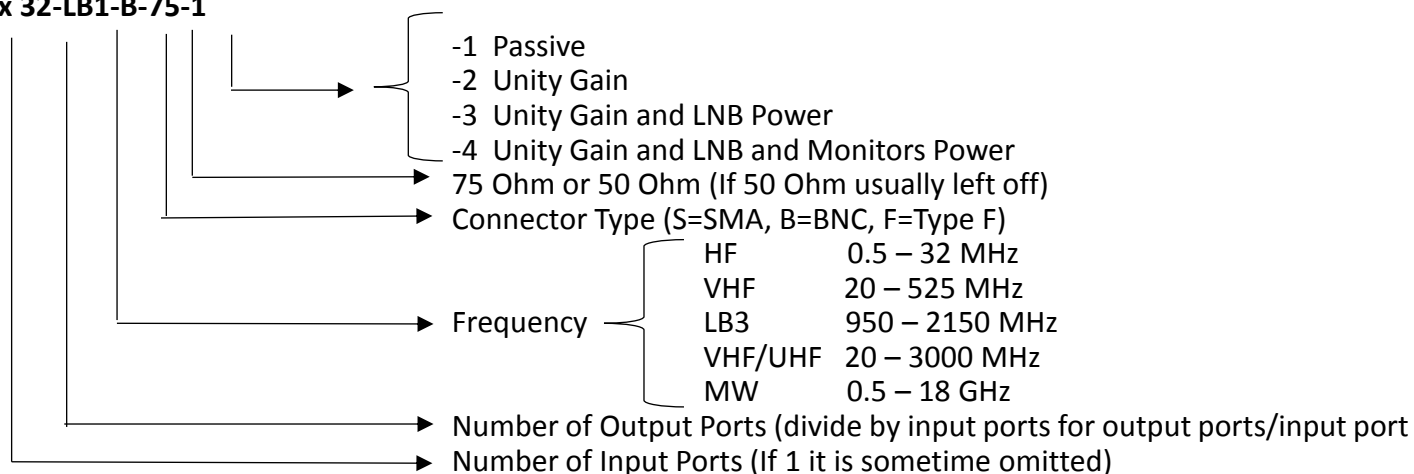 x 32-LB1-B-75-1
-1 Passive
-2 Unity Gain
-3 Unity Gain and LNB Power
-4 Unity Gain and LNB and Monitors Power
75 Ohm or 50 Ohm (If 50 Ohm usually left off)
Connector Type (S=SMA, B=BNC, F=Type F)
HF 0.5 – 32 MHz
VHF 20 – 525 MHz
Frequency LB3 950 – 2150 MHz
VHF/UHF 20 – 3000 MHz
MW 0.5 – 18 GHz
Number of Output Ports (divide by input ports for output ports/input port
Number of Input Ports (If 1 it is sometime omitted)